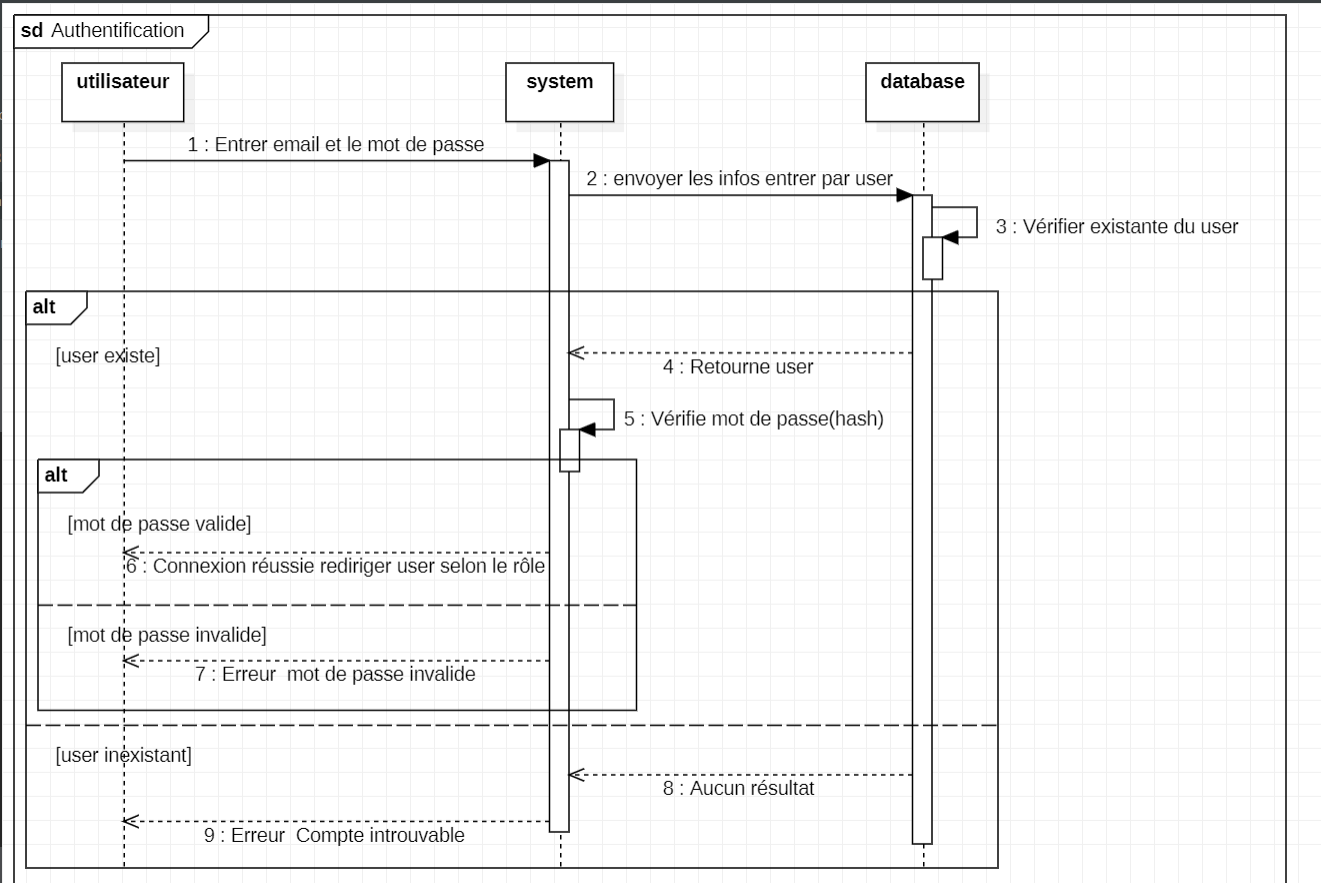 sd Authentification
utilisateur
system
database
1 : Entrer email et le mot de passe
2 : envoyer les infos entrer par user
3 : Vérifier existante du user
alt
[user existe]
4 : Retourne user
5 : Vérifie mot de passe(hash)
alt
[mot de passe valide]
6 : Connexion réussie rediriger user selon le rôle
[mot de passe invalide]
7 : Erreur  mot de passe invalide
[user inexistant]
8 : Aucun résultat
9 : Erreur  Compte introuvable